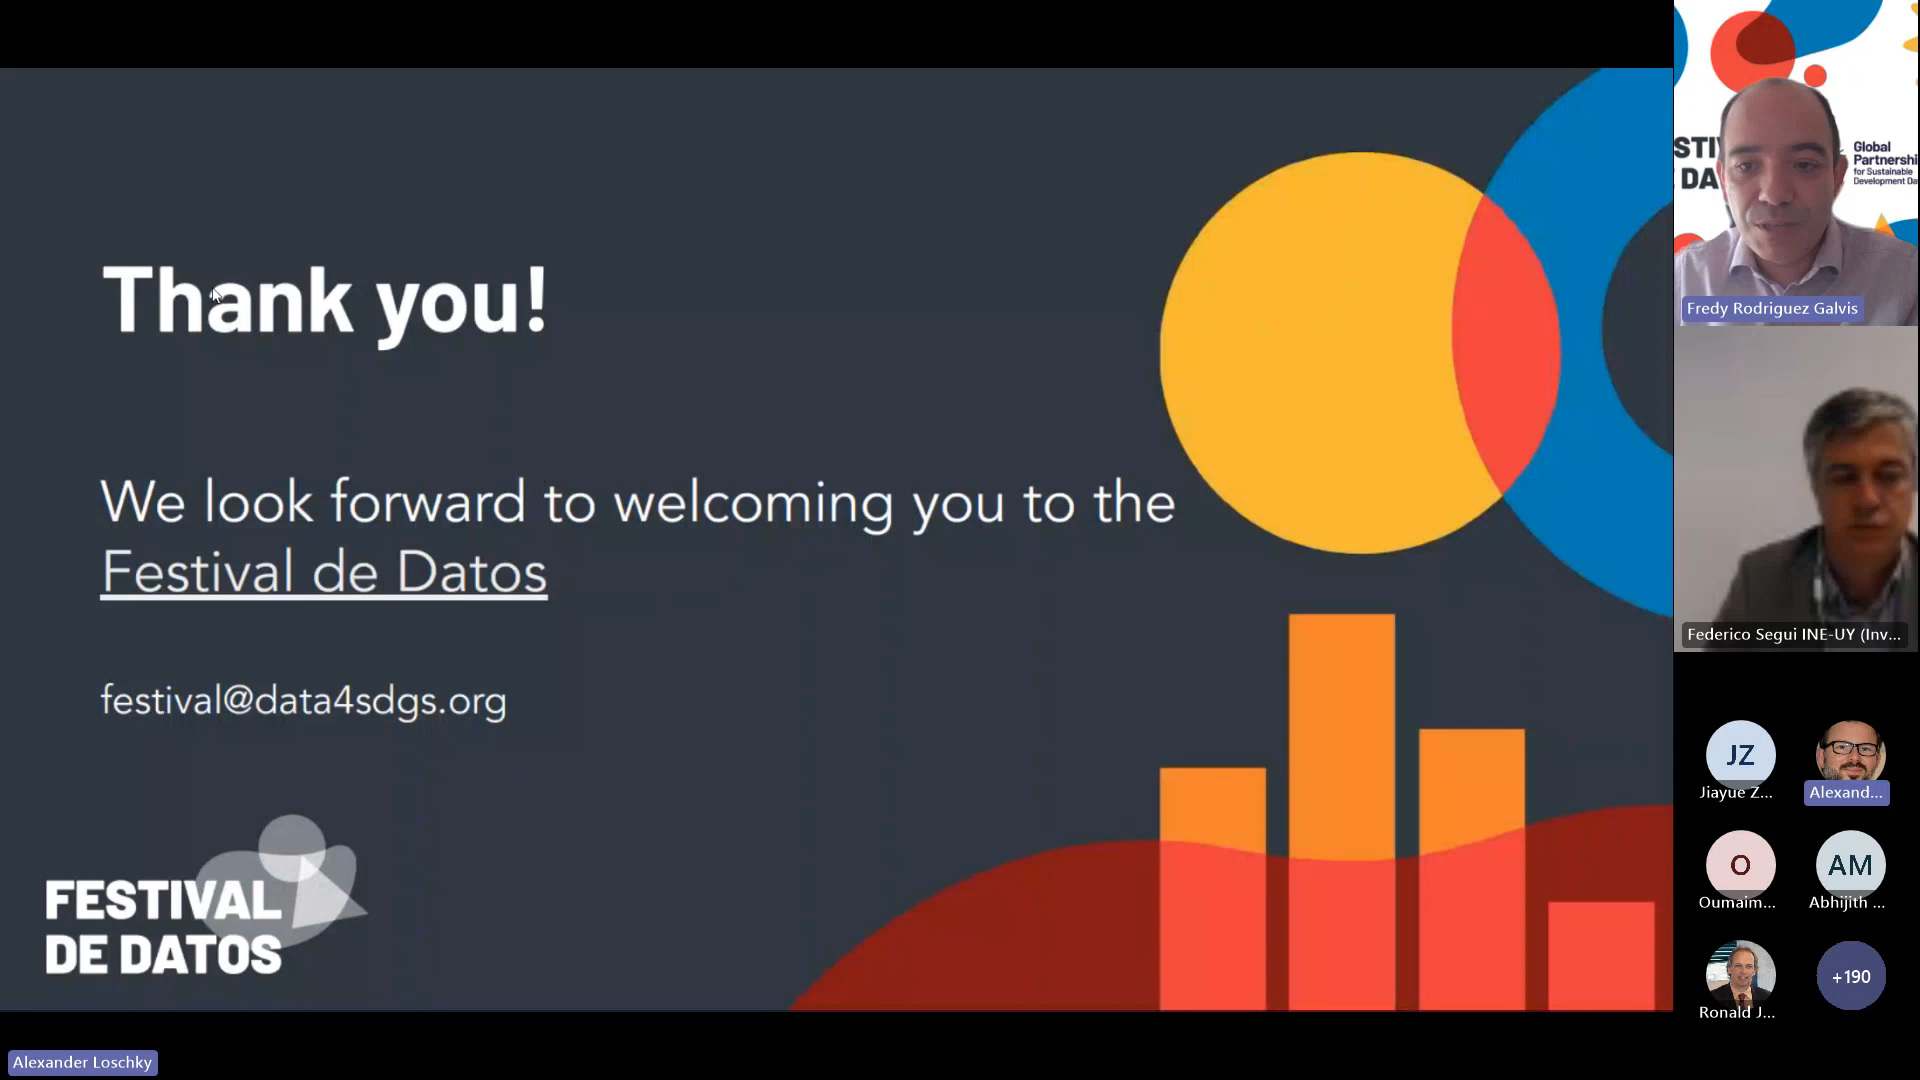 Thank you!
We look forward to welcoming you to the
Festival de Datos
festival@data4sdgs.org
FESTIVAL
DE DATOS
Alexander Loschky
STI
DA
Global
Partnershi
for Sustainable
Development Da
Fredy Rodriguez Galvis
Federico Segui INE-UY (Inv...
JZ
Jiayue Z...
Alexand...
O
Oumaim...
AM
Abhijith ...
Ronald J...
+190